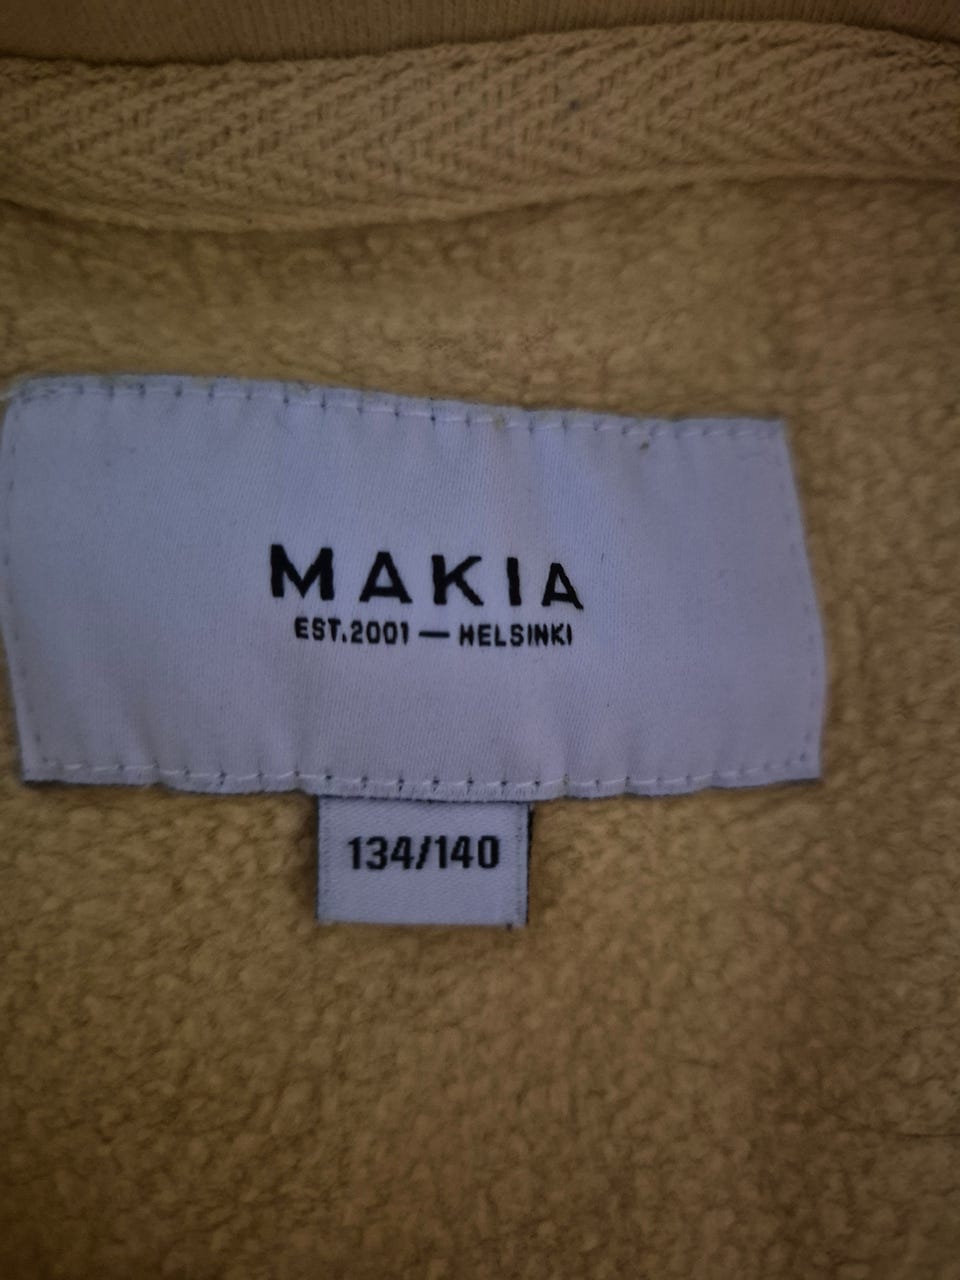 MAKIA
EST.2001 — HELSINKI
134/140